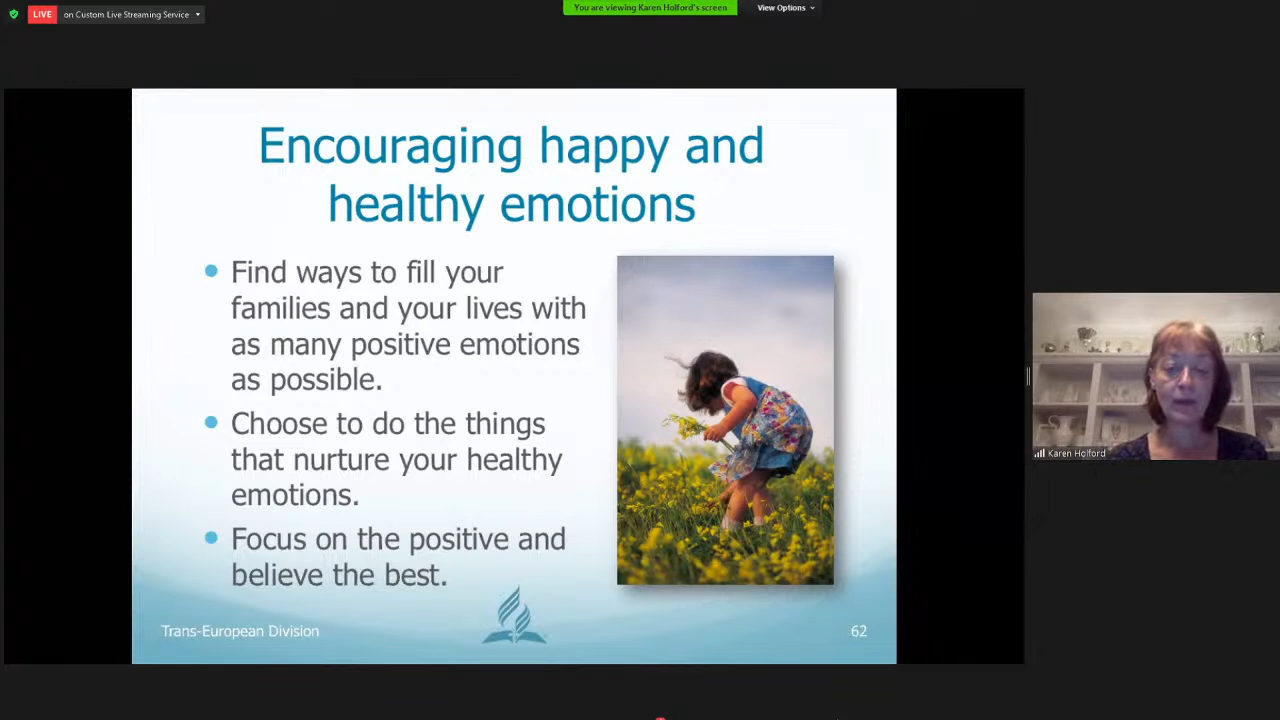 LIVE on Custom Live Streaming Service
You are viewing Karen Holford's screen
View Options
Encouraging happy and
healthy emotions
Find ways to fill your
families and your lives with
as many positive emotions
as possible.
Choose to do the things
that nurture your healthy
emotions.
Focus on the positive and
believe the best.
Trans-European Division
62
Karen Holford